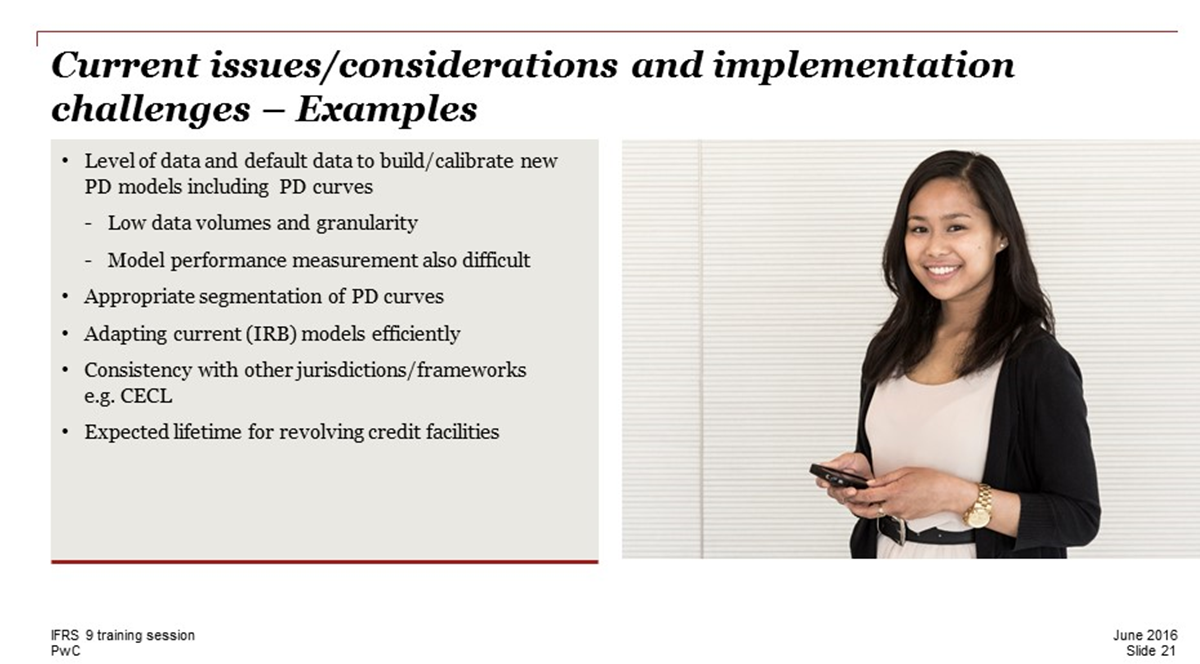 Current issues/considerations and implementation
challenges – Examples
• Level of data and default data to build/calibrate new
PD models including PD curves
- Low data volumes and granularity
- Model performance measurement also difficult
• Appropriate segmentation of PD curves
• Adapting current (IRB) models efficiently
• Consistency with other jurisdictions/frameworks
e.g. CECL
• Expected lifetime for revolving credit facilities
IFRS 9 training session
PwC
June 2016
Slide 21